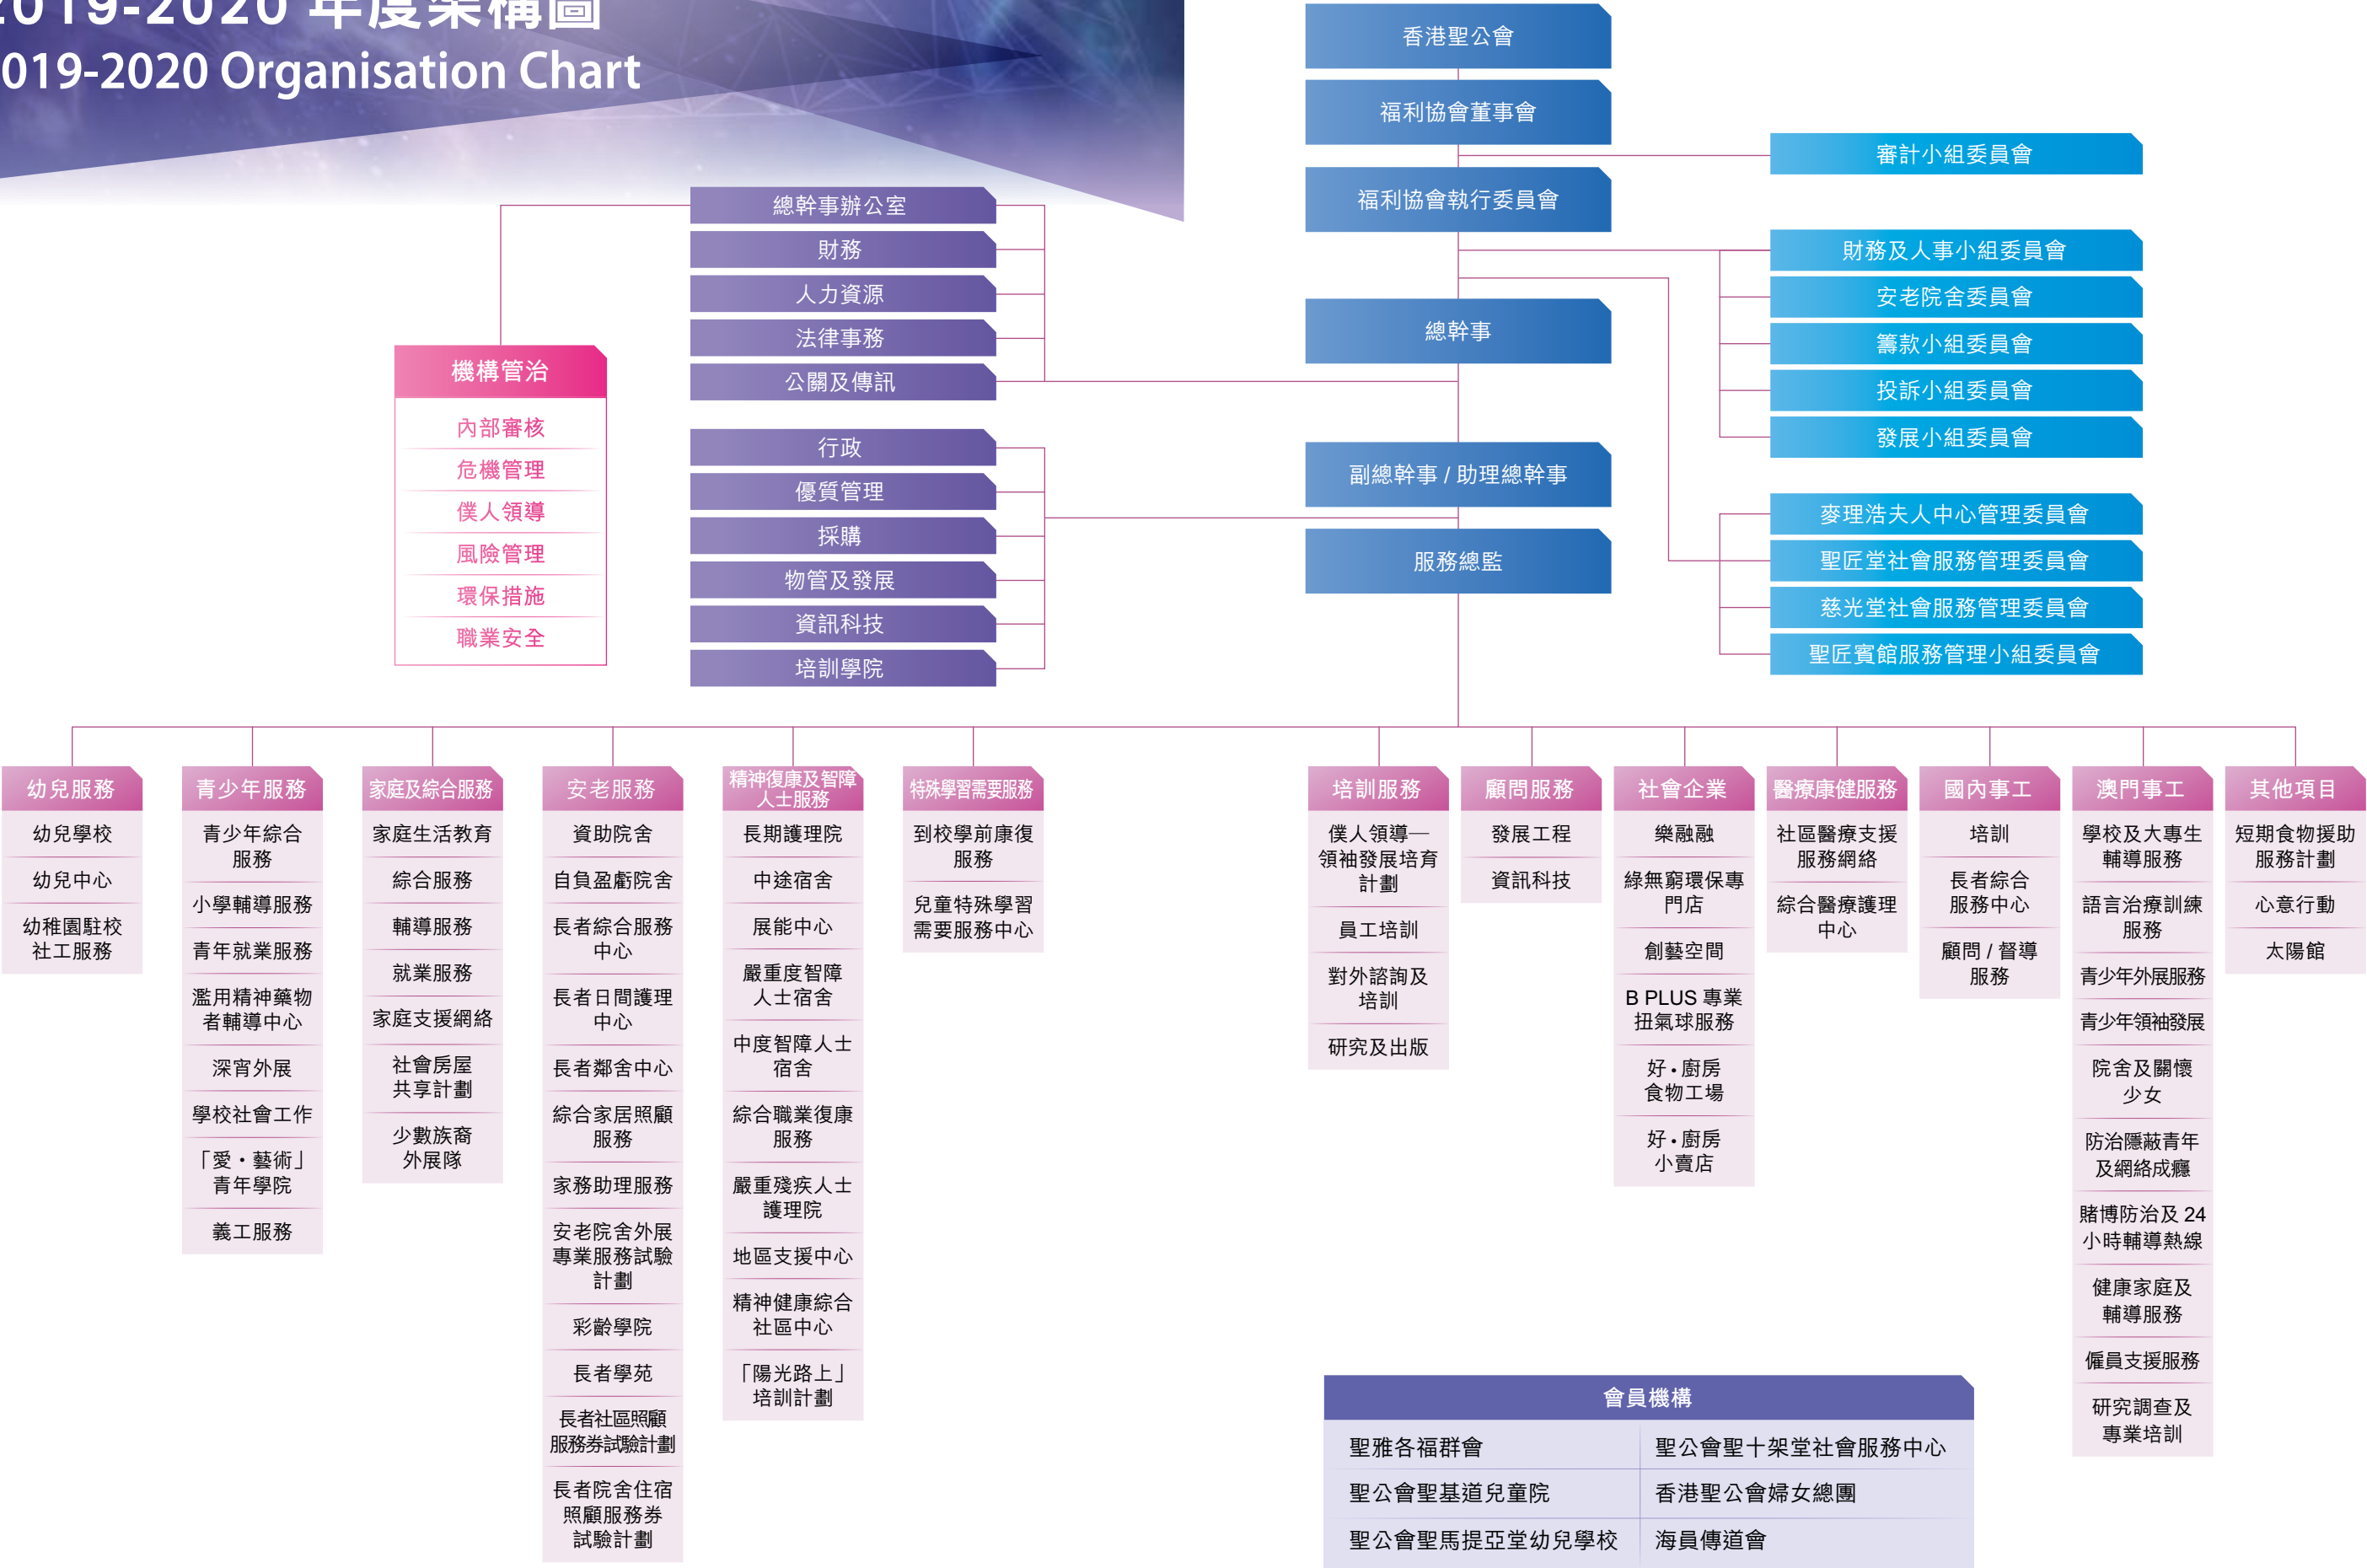 2019-2020 年度架構圖
2019-2020 Organisation Chart
香港聖公會
福利協會董事會
審計小組委員會
福利協會執行委員會
總幹事辦公室
財務
人力資源
法律事務
公關及傳訊
財務及人事小組委員會
安老院舍委員會
籌款小組委員會
投訴小組委員會
發展小組委員會
總幹事
機構管治
內部審核
危機管理
僕人領導
風險管理
環保措施
職業安全
行政
優質管理
採購
物管及發展
資訊科技
培訓學院
副總幹事 / 助理總幹事
服務總監
麥理浩夫人中心管理委員會
聖匠堂社會服務管理委員會
慈光堂社會服務管理委員會
聖匠賓館服務管理小組委員會
幼兒服務
幼兒學校
幼兒中心
幼稚園駐校
社工服務
青少年服務
青少年綜合
服務
小學輔導服務
青年就業服務
濫用精神藥物
者輔導中心
深宵外展
學校社會工作
「愛・藝術」
青年學院
義工服務
家庭及綜合服務
家庭生活教育
綜合服務
輔導服務
就業服務
家庭支援網絡
社會房屋
共享計劃
少數族裔
外展隊
安老服務
資助院舍
自負盈虧院舍
長者綜合服務
中心
長者日間護理
中心
長者鄰舍中心
綜合家居照顧
服務
家務助理服務
安老院舍外展
專業服務試驗
計劃
彩齡學院
長者學苑
長者社區照顧
服務券試驗計劃
長者院舍住宿
照顧服務券
試驗計劃
精神復康及智障
人士服務
長期護理院
中途宿舍
展能中心
嚴重度智障
人士宿舍
中度智障人士
宿舍
綜合職業復康
服務
嚴重殘疾人士
護理院
地區支援中心
精神健康綜合
社區中心
「陽光路上」
培訓計劃
特殊學習需要服務
到校學前康復
服務
兒童特殊學習
需要服務中心
培訓服務
僕人領導—
領袖發展培育
計劃
員工培訓
對外諮詢及
培訓
研究及出版
顧問服務
發展工程
資訊科技
社會企業
樂融融
綠無窮環保專
門店
創藝空間
B PLUS 專業
扭氣球服務
好・廚房
食物工場
好・廚房
小賣店
醫療康健服務
社區醫療支援
服務網絡
綜合醫療護理
中心
國內事工
培訓
長者綜合
服務中心
顧問 / 督導
服務
澳門事工
學校及大專生
輔導服務
語言治療訓練
服務
青少年外展服務
青少年領袖發展
院舍及關懷
少女
防治隱蔽青年
及網絡成癮
賭博防治及 24
小時輔導熱線
健康家庭及
輔導服務
僱員支援服務
研究調查及
專業培訓
其他項目
短期食物援助
服務計劃
心意行動
太陽館
會員機構
聖雅各福群會
聖公會聖十架堂社會服務中心
聖公會聖基道兒童院
香港聖公會婦女總團
聖公會聖馬提亞堂幼兒學校
海員傳道會